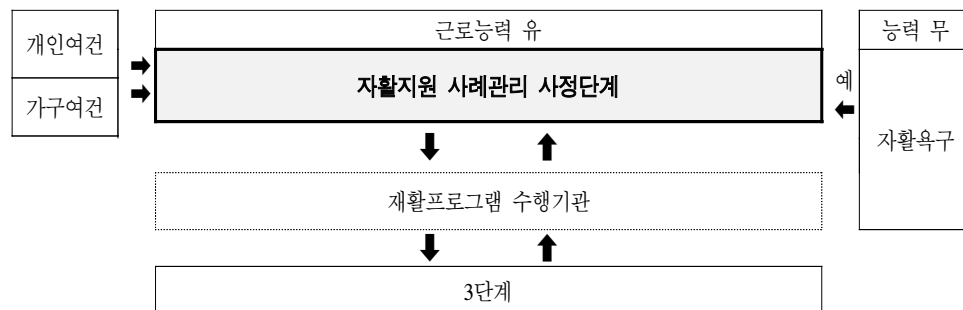 개인여건
가구여건
근로능력 유
자활지원 사례관리 사정단계
재활프로그램 수행기관
3단계
능력 무
예
자활욕구